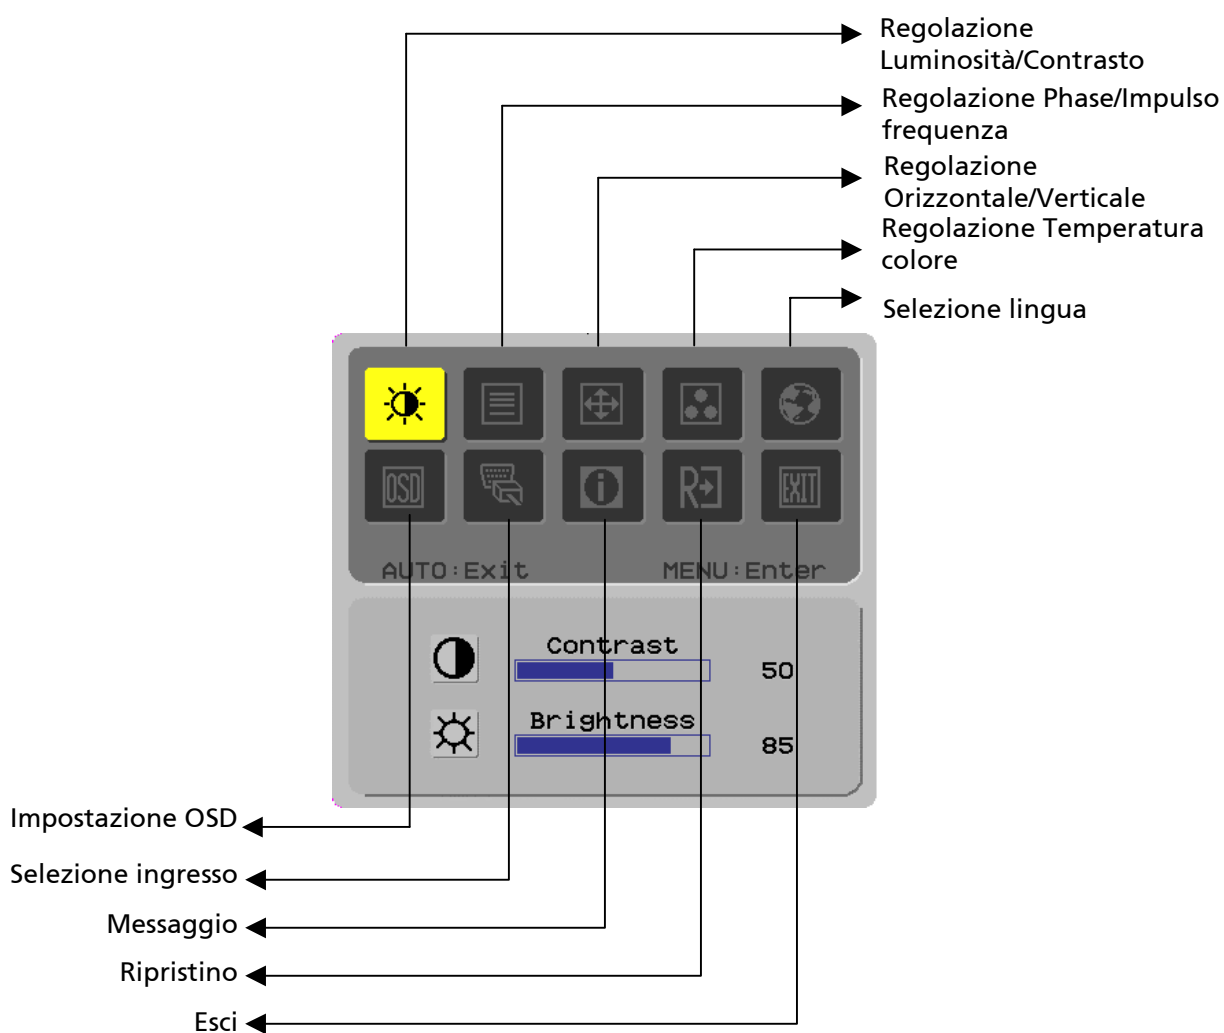 Regolazione
Luminosità/Contrasto
Regolazione Phase/Impulso
frequenza
Regolazione
Orizzontale/Verticale
Regolazione Temperatura
colore
Selezione lingua
OSD
R
EXIT
AUTO:Exit MENU:Enter
Contrast
50
Brightness
85
Impostazione OSD
Selezione ingresso
Messaggio
Ripristino
Esci